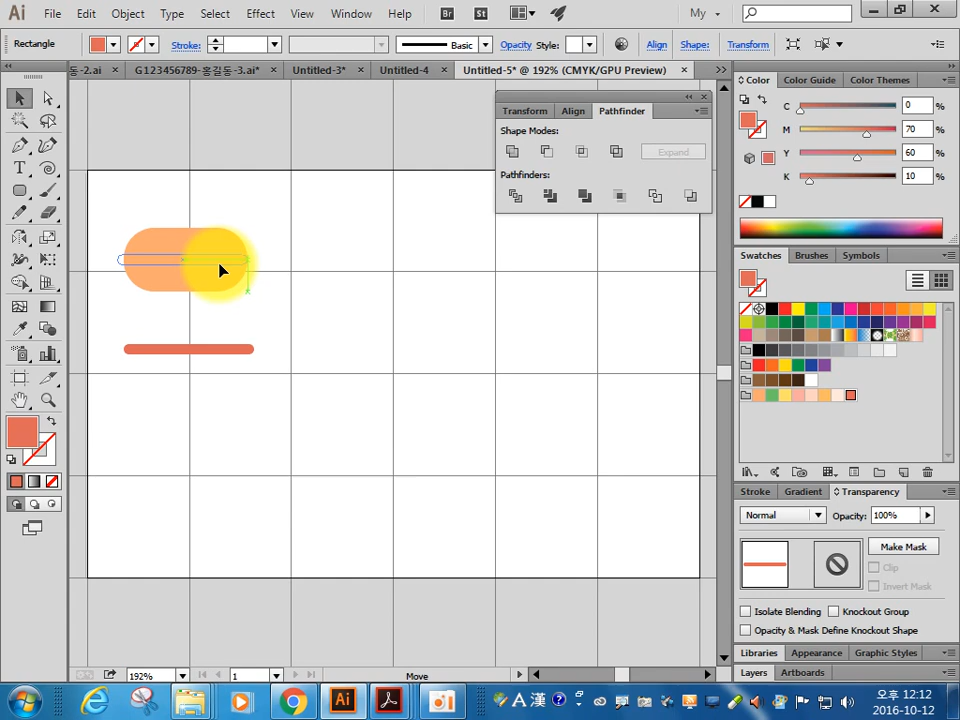 Ai File Edit Object Type Select Effect View Window Help Br St My
Rectangle Stroke: Basic Opacity Style: Align Shape: Transform
동-2.ai × G123456789-홍길동-3.ai* × Untitled-3* × Untitled-4 × Untitled-5* @ 192% (CMYK/GPU Preview) ×
Color Color Guide Color Themes
C 0 %
M 70 %
Y 60 %
K 10 %
Transform Align Pathfinder
Shape Modes:
Expand
Pathfinders:
Swatches Brushes Symbols
Stroke Gradient Transparency
Normal Opacity: 100%
Make Mask
Clip
Invert Mask
Isolate Blending Knockout Group
Opacity & Mask Define Knockout Shape
Libraries Appearance Graphic Styles
Layers Artboards
192% 1 Move
Ai A 漢 오후 12:12
2016-10-12